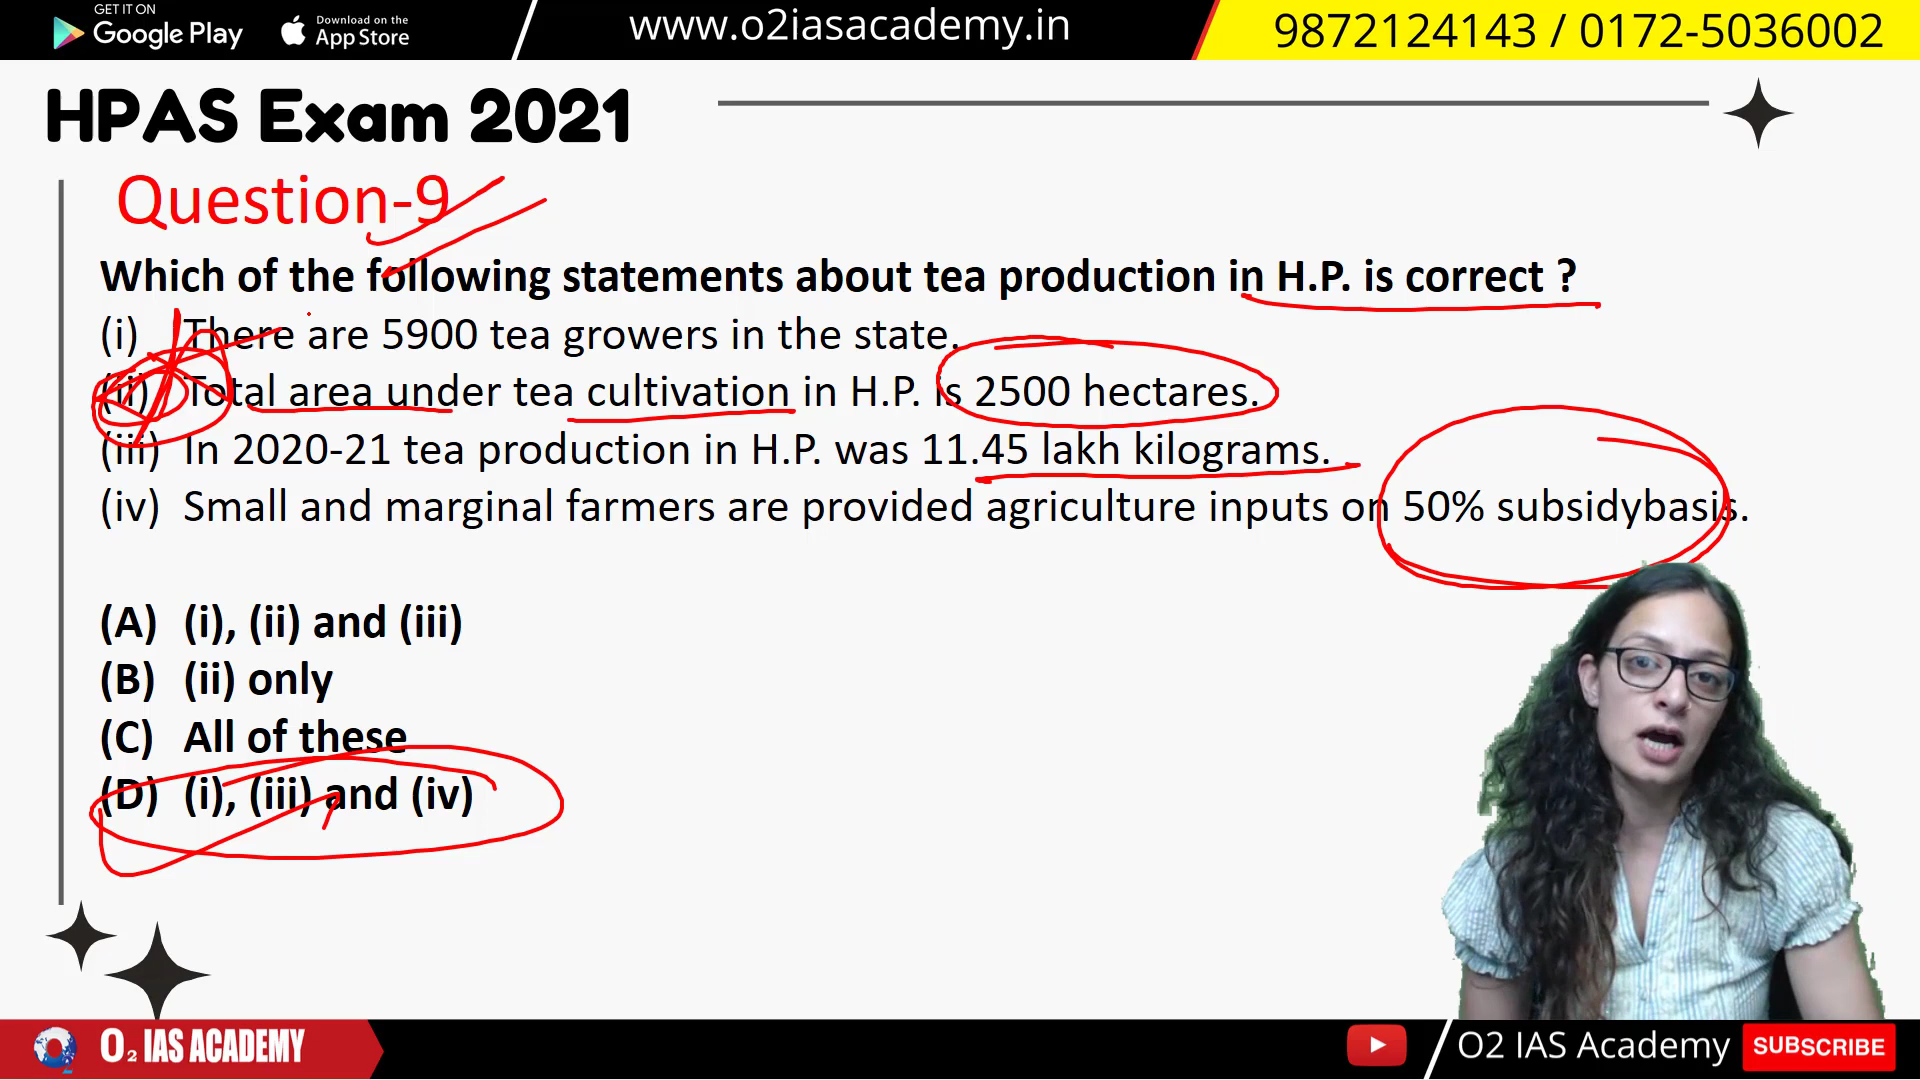 GET IT ON
Google Play
Download on the
App Store
www.o2iasacademy.in
9872124143 / 0172-5036002
HPAS Exam 2021
Question-9
Which of the following statements about tea production in H.P. is correct ?
(i) There are 5900 tea growers in the state.
(ii) Total area under tea cultivation in H.P. is 2500 hectares.
(iii) In 2020-21 tea production in H.P. was 11.45 lakh kilograms.
(iv) Small and marginal farmers are provided agriculture inputs on 50% subsidybasis.
(A) (i), (ii) and (iii)
(B) (ii) only
(C) All of these
(D) (i), (iii) and (iv)
O2 IAS ACADEMY
O2 IAS Academy
SUBSCRIBE